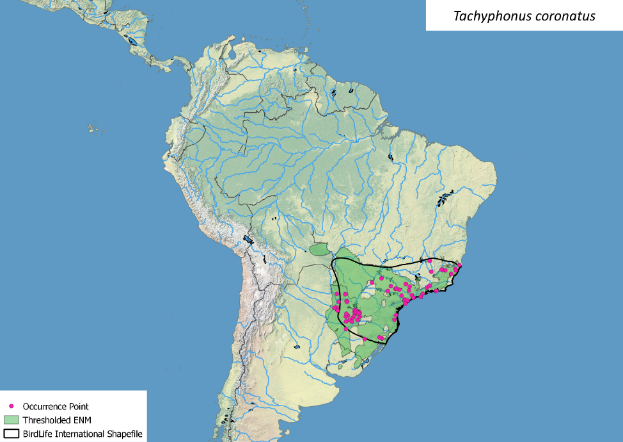 Tachyphonus coronatus
Occurrence Point
Thresholded ENM
BirdLife International Shapefile